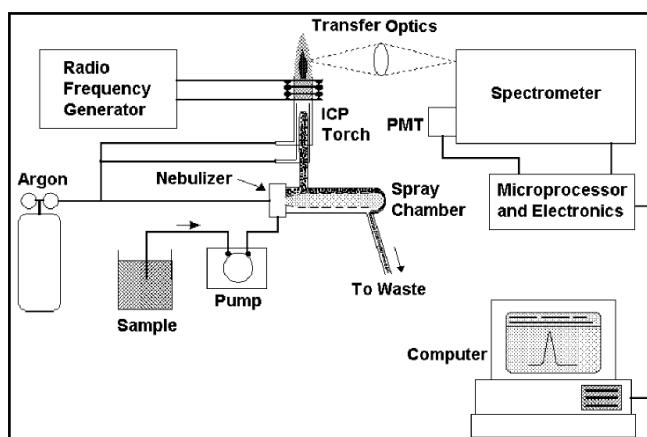 Transfer Optics
Radio
Frequency
Generator
ICP
Torch
Spectrometer
PMT
Argon
Nebulizer
Spray
Chamber
Microprocessor
and Electronics
Sample
Pump
To Waste
Computer